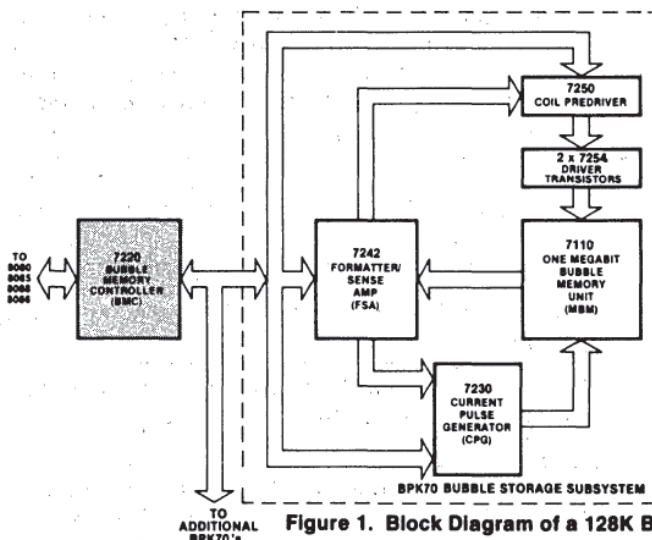 7250
COIL PREDRIVER
2 x 7254
DRIVER
TRANSISTORS
TO
8080
8085
8088
8086
7220
BUBBLE
MEMORY
CONTROLLER
(BMC)
7242
FORMATTER/
SENSE
AMP
(FSA)
7110
ONE MEGABIT
BUBBLE
MEMORY
UNIT
(MBM)
7230
CURRENT
PULSE
GENERATOR
(CPG)
BPK70 BUBBLE STORAGE SUBSYSTEM
TO
ADDITIONAL
BPK70's
Figure 1. Block Diagram of a 128K B